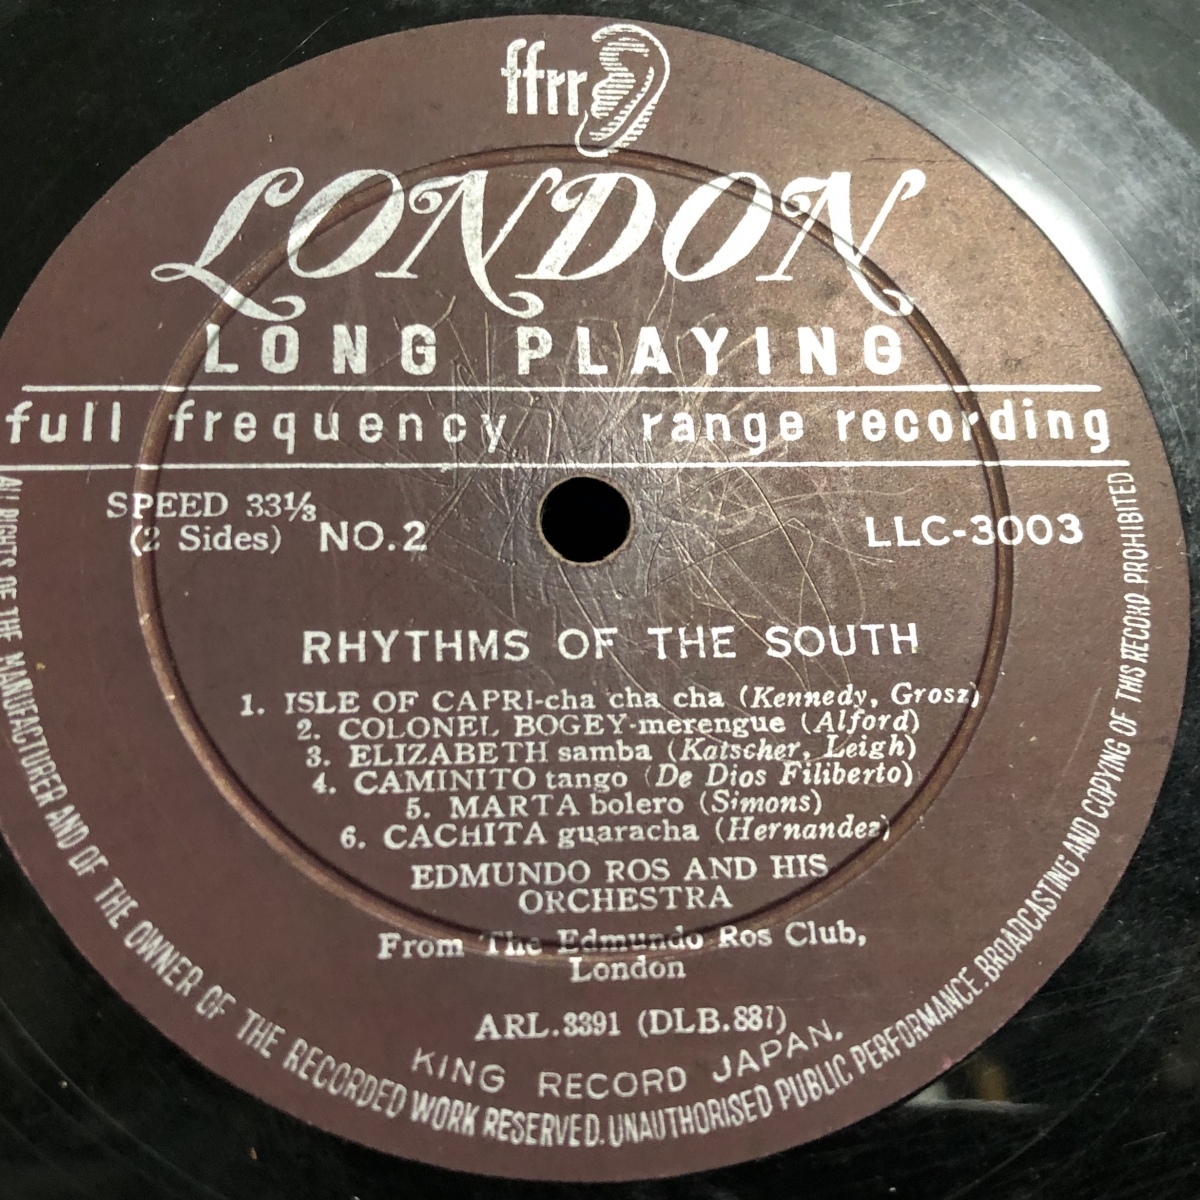 ffrr
LONDON
LONG PLAYING
full frequency range recording
SPEED 33⅓
(2 Sides) NO.2
LLC-3003
RHYTHMS OF THE SOUTH
1. ISLE OF CAPRI-cha cha cha (Kennedy, Grosz)
2. COLONEL BOGEY-merengue (Alford)
3. ELIZABETH samba (Katscher, Leigh)
4. CAMINITO tango (De Dios Filiberto)
5. MARTA bolero (Simons)
6. CACHITA guaracha (Hernandez)
EDMUNDO ROS AND HIS
ORCHESTRA
From The Edmundo Ros Club,
London
ARL.3391 (DLB.887)
KING RECORD JAPAN.
ALL RIGHTS OF THE MANUFACTURER AND OF THE OWNER OF THE RECORDED WORK RESERVED. UNAUTHORISED PUBLIC PERFORMANCE. BROADCASTING AND COPYING OF THIS RECORD PROHIBITED